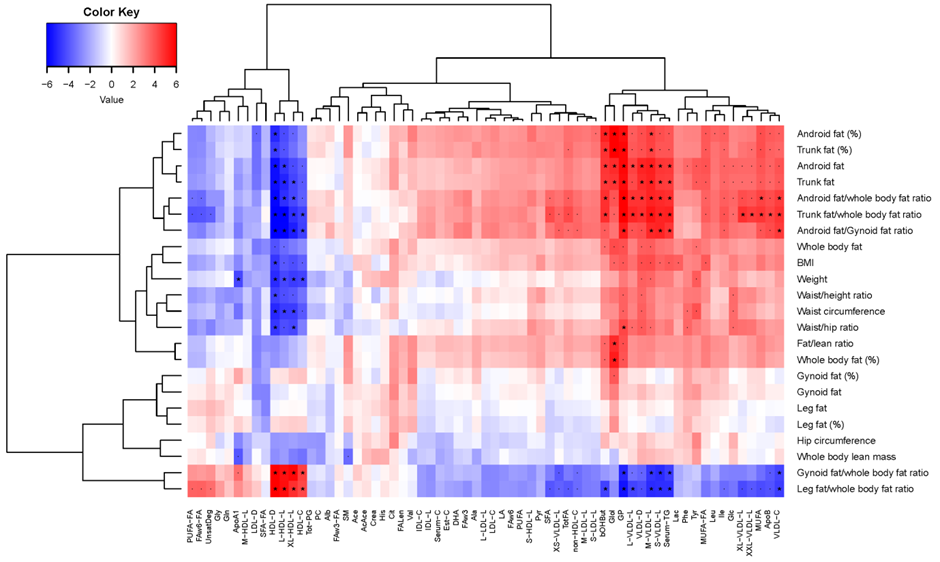 Color Key
−6 −4 −2 0 2 4 6
Value
Android fat (%)
Trunk fat (%)
Android fat
Trunk fat
Android fat/whole body fat ratio
Trunk fat/whole body fat ratio
Android fat/Gynoid fat ratio
Whole body fat
BMI
Weight
Waist/height ratio
Waist circumference
Waist/hip ratio
Fat/lean ratio
Whole body fat (%)
Gynoid fat (%)
Gynoid fat
Leg fat
Leg fat (%)
Hip circumference
Whole body lean mass
Gynoid fat/whole body fat ratio
Leg fat/whole body fat ratio
PUFA−FA
FAw6−FA
UnsatDeg
Gly
Gln
ApoA1
M−HDL−L
LDL−D
SFA−FA
HDL−D
L−HDL−L
XL−HDL−L
HDL−C
Tot−PG
PC
Alb
FAw3−FA
SM
Ace
AcAce
Crea
His
Cit
FALen
Val
IDL−C
IDL−L
Serum−C
Est−C
DHA
FAw3
Ala
L−LDL−L
LDL−C
LA
FAw6
PUFA
S−HDL−L
Pyr
SFA
XS−VLDL−L
TotFA
non−HDL−C
M−LDL−L
S−LDL−L
bOHBut
Glol
GP
L−VLDL−L
VLDL−D
M−VLDL−L
S−VLDL−L
Serum−TG
Lac
Phe
Tyr
MUFA−FA
Leu
Ile
Glc
XL−VLDL−L
XXL−VLDL−L
MUFA
ApoB
VLDL−C